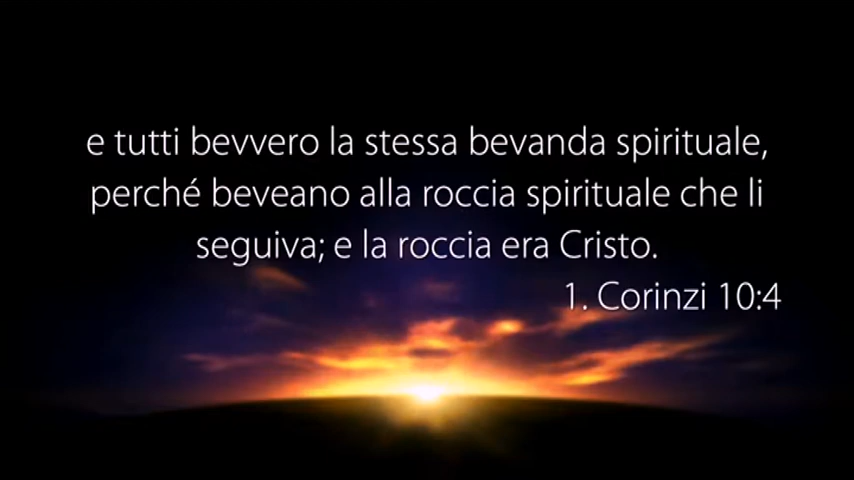 e tutti bevvero la stessa bevanda spirituale,
perché beveano alla roccia spirituale che li
seguiva; e la roccia era Cristo.
1. Corinzi 10:4